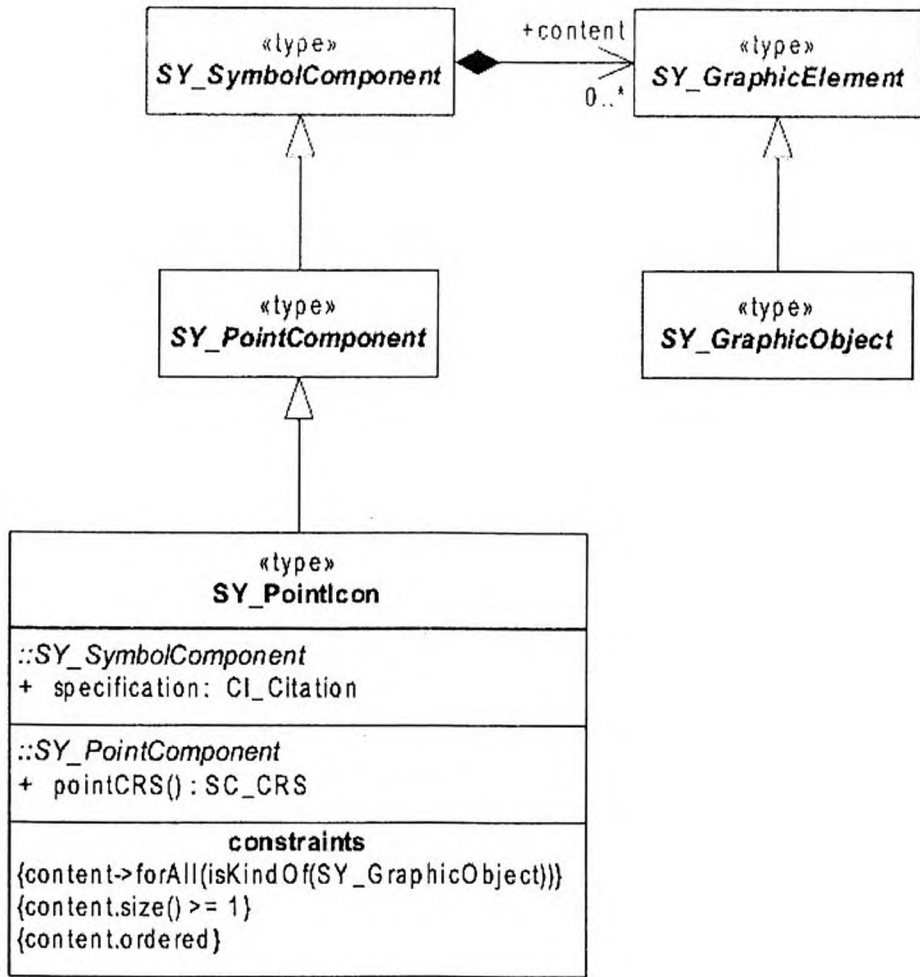 «type»
SY_SymbolComponent
+content
0..*
«type»
SY_GraphicElement
«type»
SY_PointComponent
«type»
SY_GraphicObject
«type»
SY_PointIcon
::SY_SymbolComponent
+ specification: CI_Citation
::SY_PointComponent
+ pointCRS() : SC_CRS
constraints
{content->forAll(isKindOf(SY_GraphicObject))}
{content.size() >= 1}
{content.ordered}